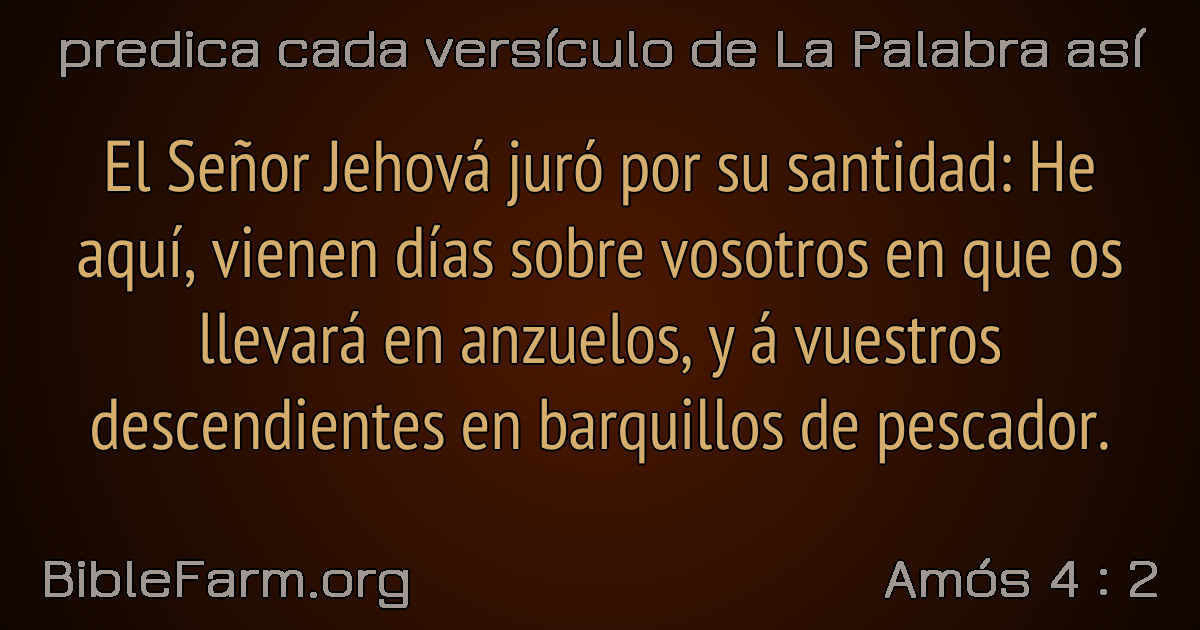 predica cada versículo de La Palabra así
El Señor Jehová juró por su santidad: He
aquí, vienen días sobre vosotros en que os
llevará en anzuelos, y á vuestros
descendientes en barquillos de pescador.
BibleFarm.org
Amós 4 : 2